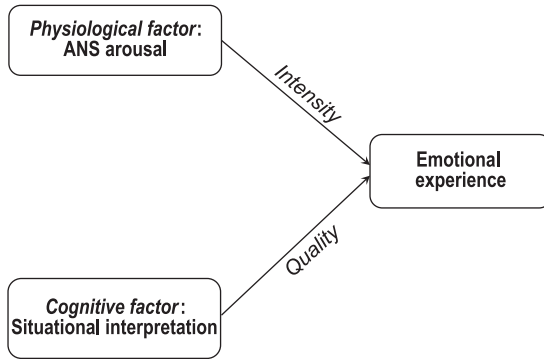 Physiological factor:
ANS arousal
Intensity
Emotional
experience
Quality
Cognitive factor:
Situational interpretation